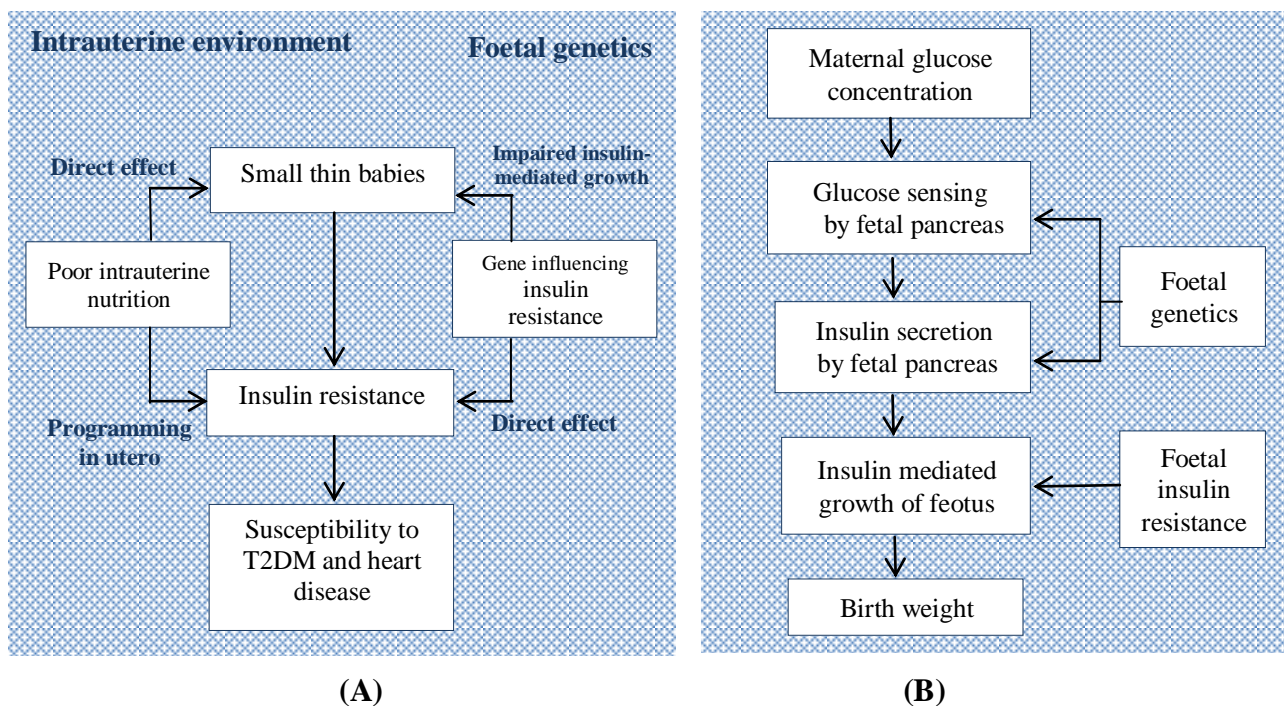 Intrauterine environment
Foetal genetics
Direct effect
Small thin babies
Impaired insulin-
mediated growth
Poor intrauterine
nutrition
Gene influencing
insulin
resistance
Insulin resistance
Programming
in utero
Direct effect
Susceptibility to
T2DM and heart
disease
(A)
Maternal glucose
concentration
Glucose sensing
by fetal pancreas
Foetal
genetics
Insulin secretion
by fetal pancreas
Insulin mediated
growth of feotus
Foetal
insulin
resistance
Birth weight
(B)